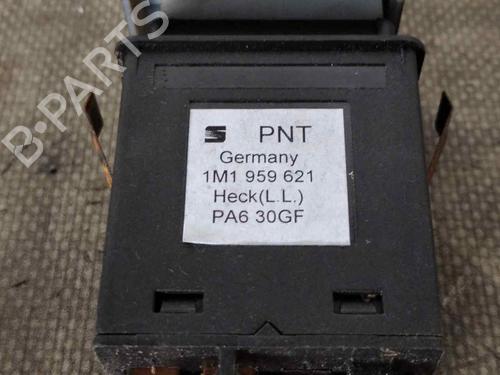 PNT
Germany
1M1 959 621
Heck(L.L.)
PA6 30GF
B-PARTS